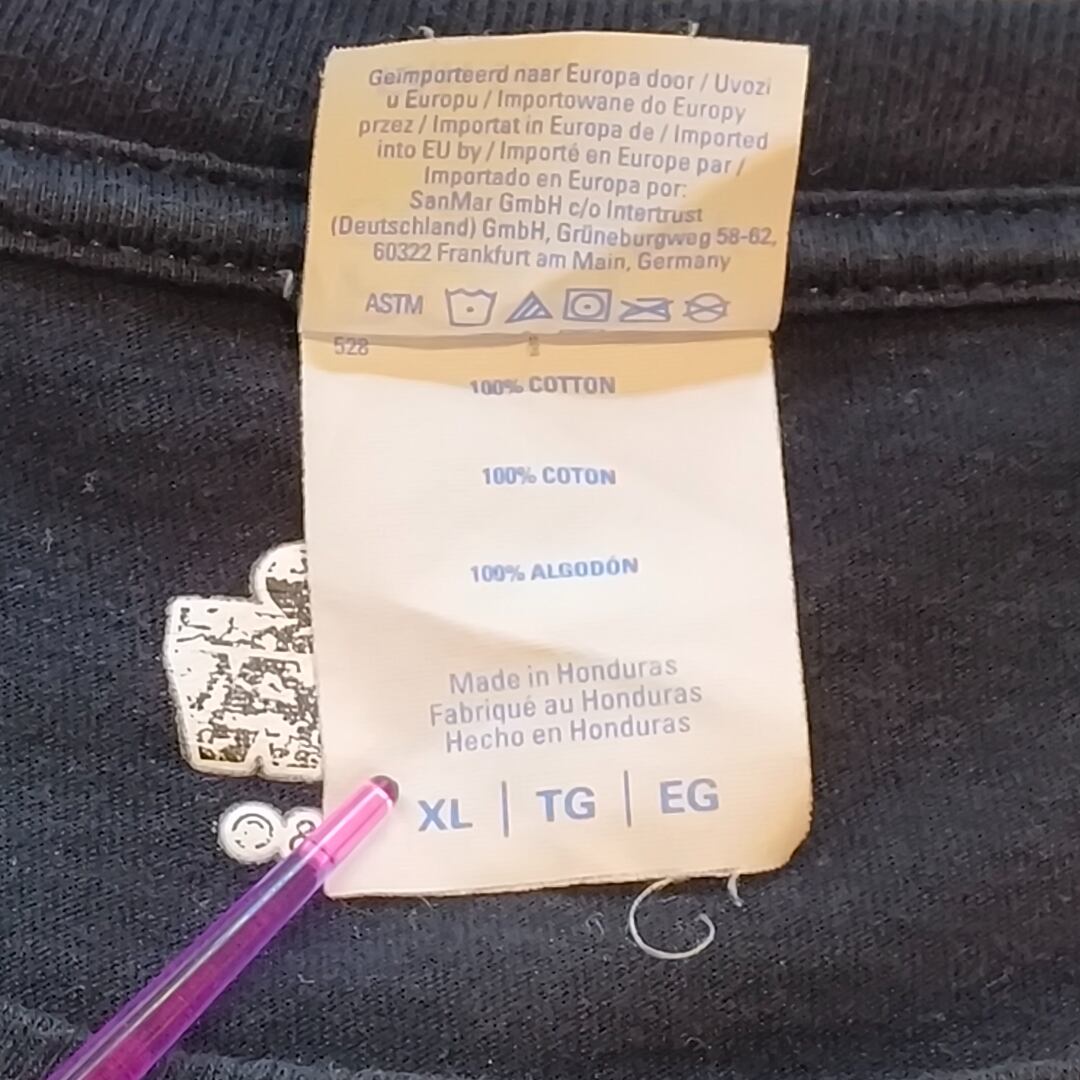 Geïmporteerd naar Europa door / Uvozi
u Europu / Importowane do Europy
przez / Importat in Europa de / Imported
into EU by / Importé en Europe par /
Importado en Europa por:
SanMar GmbH c/o Intertrust
(Deutschland) GmbH, Grüneburgweg 58-62,
60322 Frankfurt am Main, Germany
ASTM
528
100% COTTON
100% COTON
100% ALGODÓN
Made in Honduras
Fabriqué au Honduras
Hecho en Honduras
XL | TG | EG
©